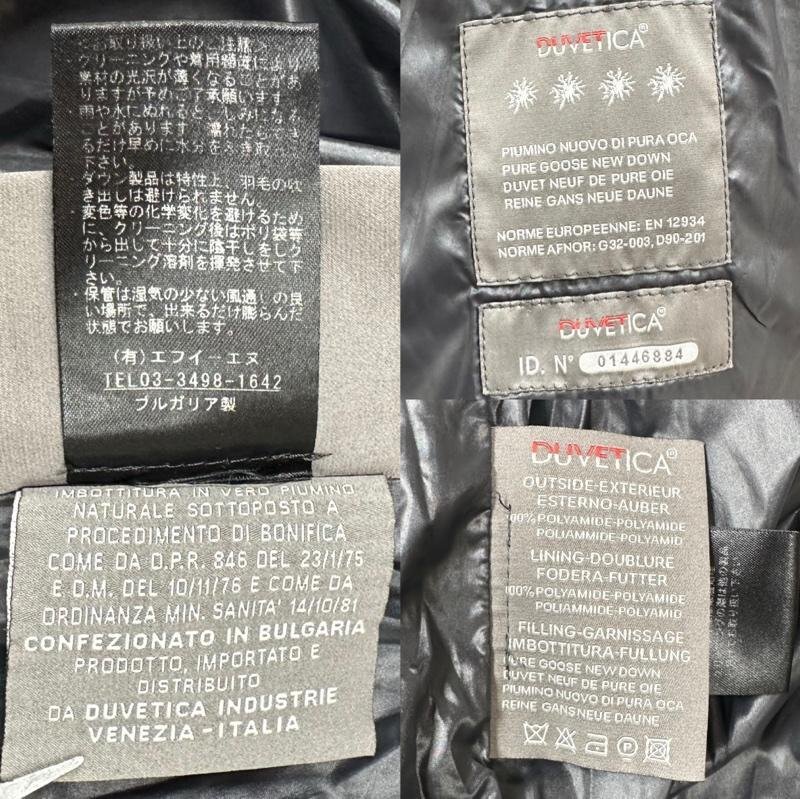 お取り扱い上のご注意
クリーニングや着用頻度により
素材の光沢が薄くなることがあ
りますが予めご了承願います。
雨や水にぬれると、しみになる
ことがあります。濡れたらでき
るだけ早めに水分をふき取
下さい。
・ダウン製品は特性上、羽毛の吹
き出しは避けられません。
・変色等の化学変化を避けるため
に、クリーニング後はポリ袋等
から出して十分に陰干しをしク
リーニング溶剤を揮発させて下
さい。
・保管は湿気の少ない風通しの良
い場所で、出来るだけ膨らんだ
状態でお願いします。
(有)エフイーエヌ
TEL03-3498-1642
ブルガリア製
IMBOTTITURA IN VERO PIUMINO
NATURALE SOTTOPOSTO A
PROCEDIMENTO DI BONIFICA
COME DA D.P.R. 846 DEL 23/1/75
E D.M. DEL 10/11/76 E COME DA
ORDINANZA MIN. SANITA' 14/10/81
CONFEZIONATO IN BULGARIA
PRODOTTO, IMPORTATO E
DISTRIBUITO
DA DUVETICA INDUSTRIE
VENEZIA-ITALIA
DUVETICA®
PIUMINO NUOVO DI PURA OCA
PURE GOOSE NEW DOWN
DUVET NEUF DE PURE OIE
REINE GANS NEUE DAUNE
NORME EUROPEENNE: EN 12934
NORME AFNOR: G32-003, D90-201
DUVETICA®
ID. N° 01446884
DUVETICA®
OUTSIDE-EXTERIEUR
ESTERNO-AUBER
100% POLYAMIDE-POLYAMIDE
POLIAMMIDE-POLYAMID
LINING-DOUBLURE
FODERA-FUTTER
100% POLYAMIDE-POLYAMIDE
POLIAMMIDE-POLYAMID
FILLING-GARNISSAGE
IMBOTTITURA-FULLUNG
PURE GOOSE NEW DOWN
DUVET NEUF DE PURE OIE
PIUMINO NUOVO DI PURA OCA
REINE GANS NEUE DAUNE